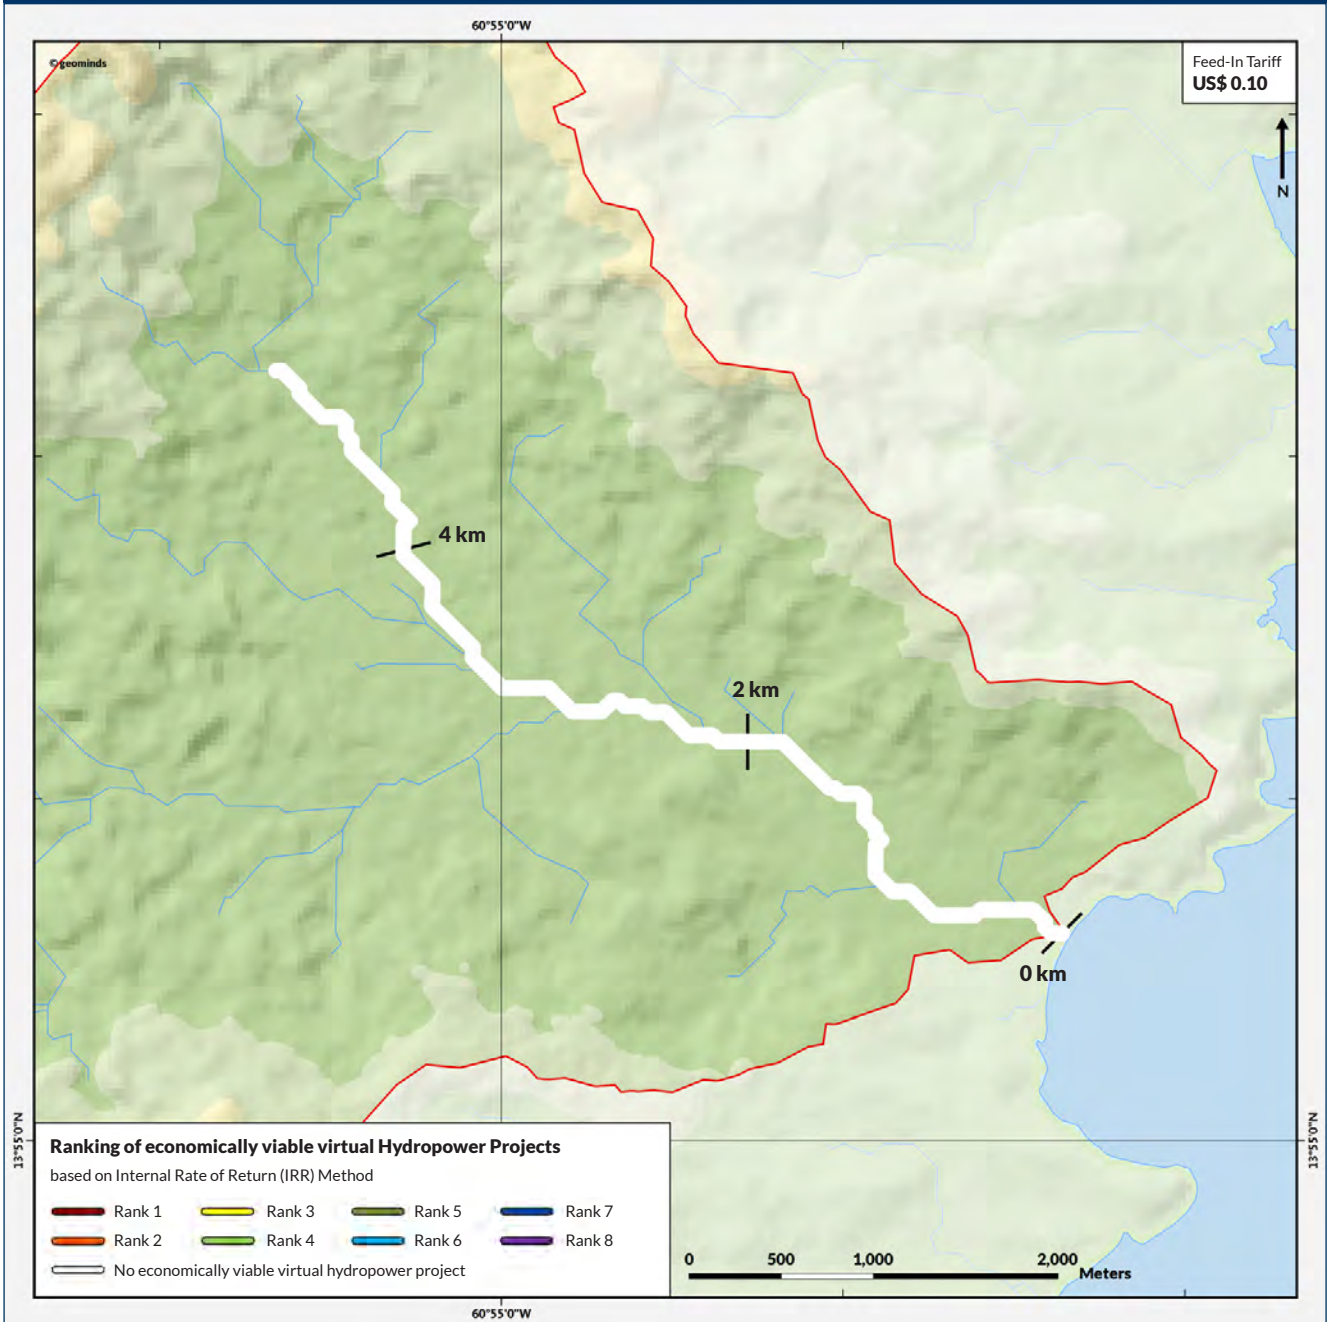 60°55'0"W
© geominds
Feed-In Tariff
US$ 0.10
N
4 km
2 km
0 km
13°55'0"N
13°55'0"N
Ranking of economically viable virtual Hydropower Projects
based on Internal Rate of Return (IRR) Method
Rank 1
Rank 3
Rank 5
Rank 7
Rank 2
Rank 4
Rank 6
Rank 8
No economically viable virtual hydropower project
0
500
1,000
2,000
Meters
60°55'0"W